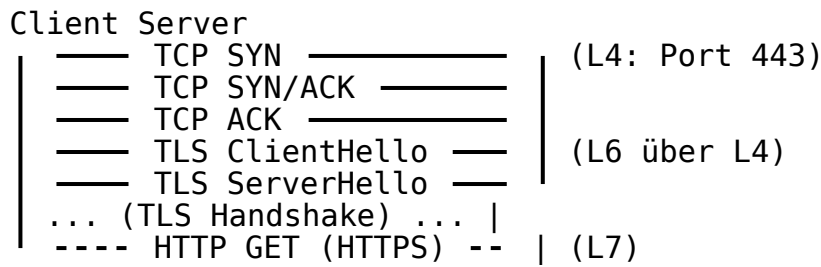 Client Server
│ ─── TCP SYN ──────── │ (L4: Port 443)
│ ─── TCP SYN/ACK ───── │
│ ─── TCP ACK ──────── │
│ ─── TLS ClientHello ── │ (L6 über L4)
│ ─── TLS ServerHello ── │
│ ... (TLS Handshake) ... |
│ ---- HTTP GET (HTTPS) -- | (L7)